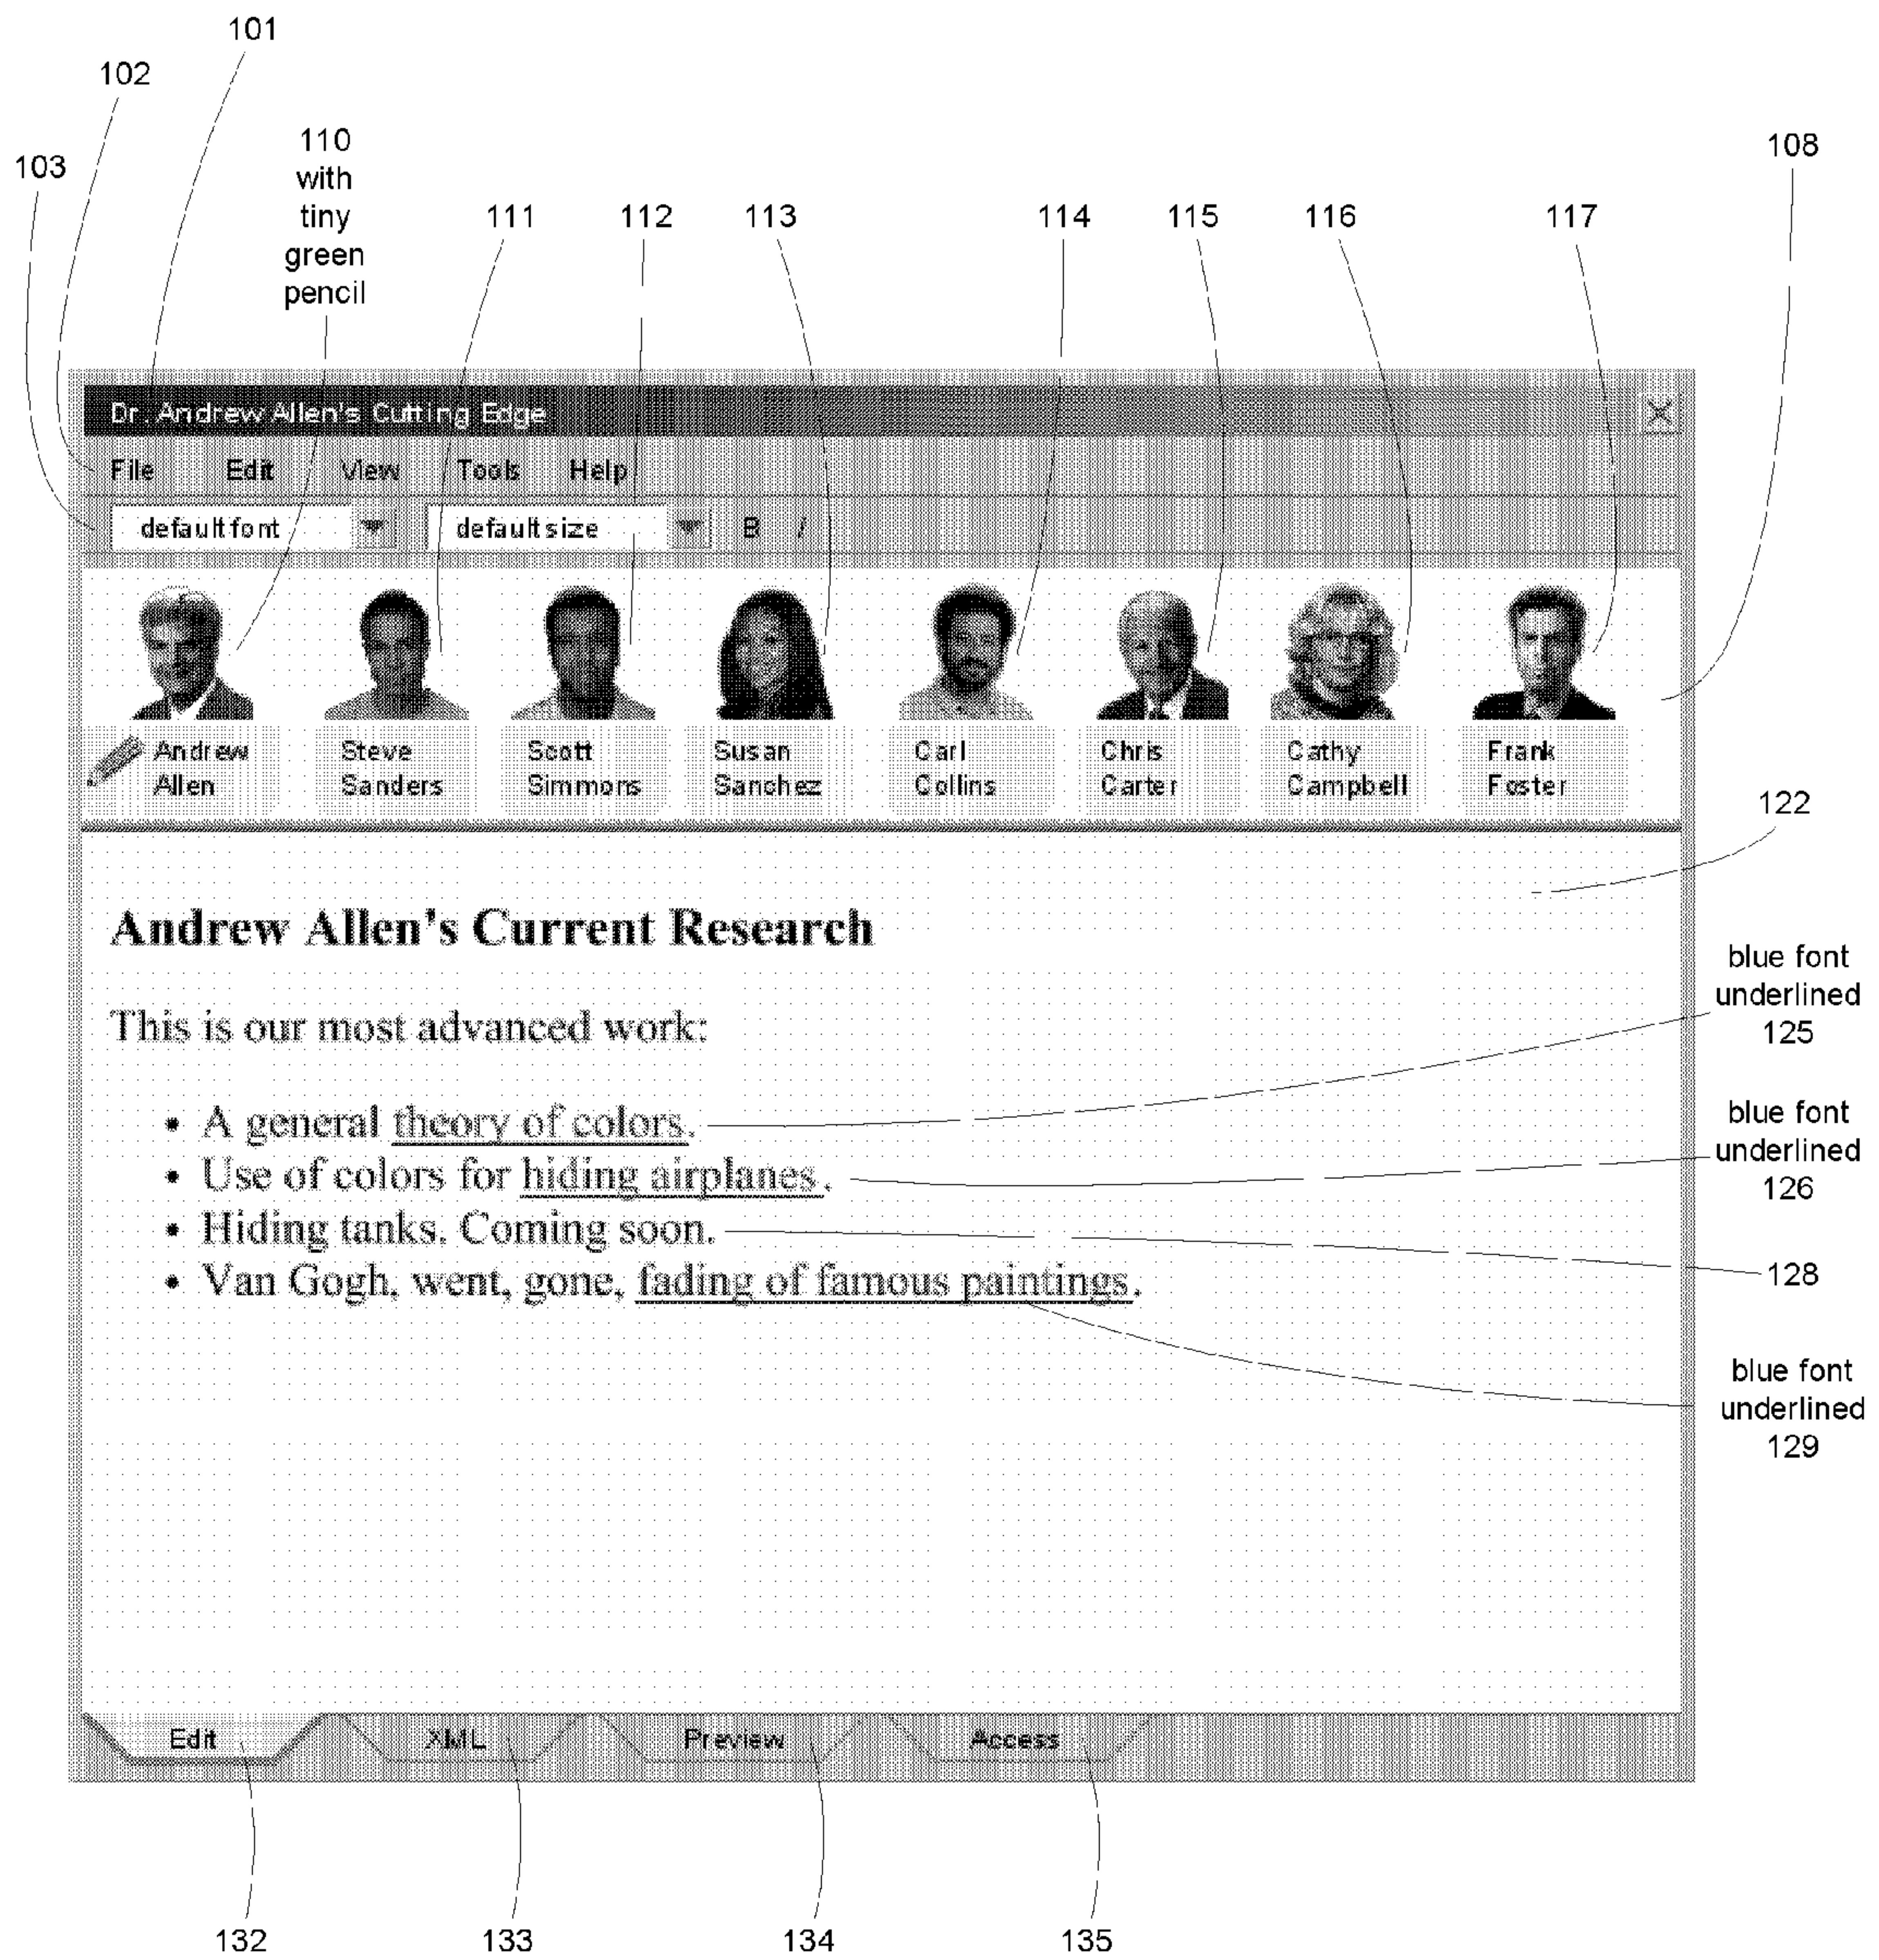 101
102
110
with
tiny
green
pencil
103
108
111
112
113
114
115
116
117
Dr. Andrew Allen's Cutting Edge
File Edit View Tools Help
default font default size B I
Andrew Allen
Steve Sanders
Scott Simmons
Susan Sanchez
Carl Collins
Chris Carter
Cathy Campbell
Frank Foster
122
Andrew Allen's Current Research
This is our most advanced work:
• A general theory of colors.
• Use of colors for hiding airplanes.
• Hiding tanks. Coming soon.
• Van Gogh, went, gone, fading of famous paintings.
blue font
underlined
125
blue font
underlined
126
128
blue font
underlined
129
Edit XML Preview Access
132 133 134 135